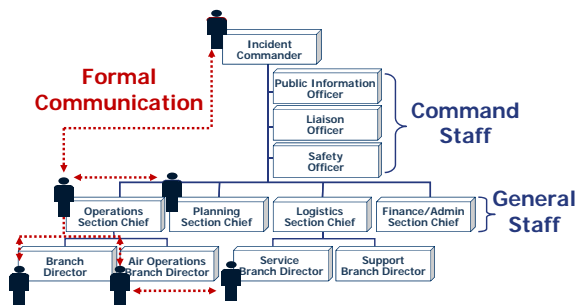 Incident
Commander
Formal
Communication
Public Information
Officer
Liaison
Officer
Safety
Officer
Command
Staff
Operations
Section Chief
Planning
Section Chief
Logistics
Section Chief
Finance/Admin
Section Chief
General
Staff
Branch
Director
Air Operations
Branch Director
Service
Branch Director
Support
Branch Director